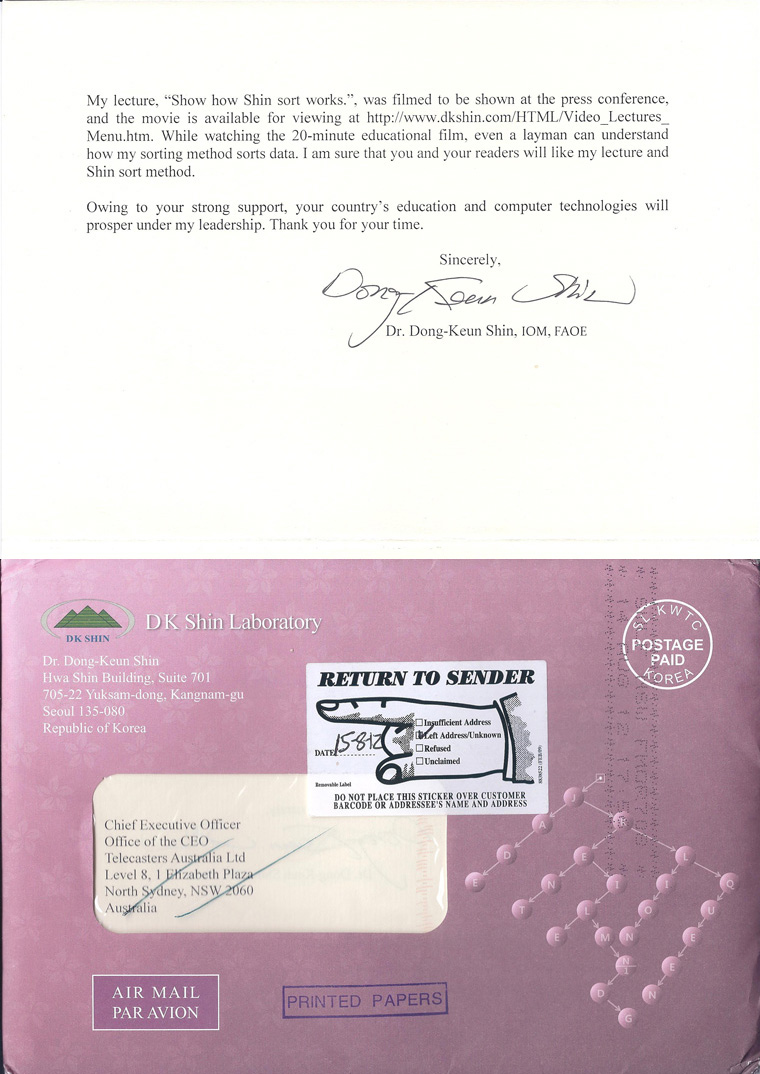 My lecture, “Show how Shin sort works.”, was filmed to be shown at the press conference,
and the movie is available for viewing at http://www.dkshin.com/HTML/Video_Lectures_
Menu.htm. While watching the 20-minute educational film, even a layman can understand
how my sorting method sorts data. I am sure that you and your readers will like my lecture and
Shin sort method.
Owing to your strong support, your country’s education and computer technologies will
prosper under my leadership. Thank you for your time.
Sincerely,
Dong-Keun Shin
Dr. Dong-Keun Shin, IOM, FAOE
DK SHIN
DK Shin Laboratory
Dr. Dong-Keun Shin
Hwa Shin Building, Suite 701
705-22 Yuksam-dong, Kangnam-gu
Seoul 135-080
Republic of Korea
SL, KWTC
POSTAGE
PAID
KOREA
RETURN TO SENDER
Insufficient Address
Left Address/Unknown
Refused
Unclaimed
DATE 15-8-12
Removable Label
DO NOT PLACE THIS STICKER OVER CUSTOMER
BARCODE OR ADDRESSEE'S NAME AND ADDRESS
Chief Executive Officer
Office of the CEO
Telecasters Australia Ltd
Level 8, 1 Elizabeth Plaza
North Sydney, NSW 2060
Australia
J
A
D
E
L
E
N
I
Q
T
L
O
U
E
M
N
E
E
D
N
G
AIR MAIL
PAR AVION
PRINTED PAPERS